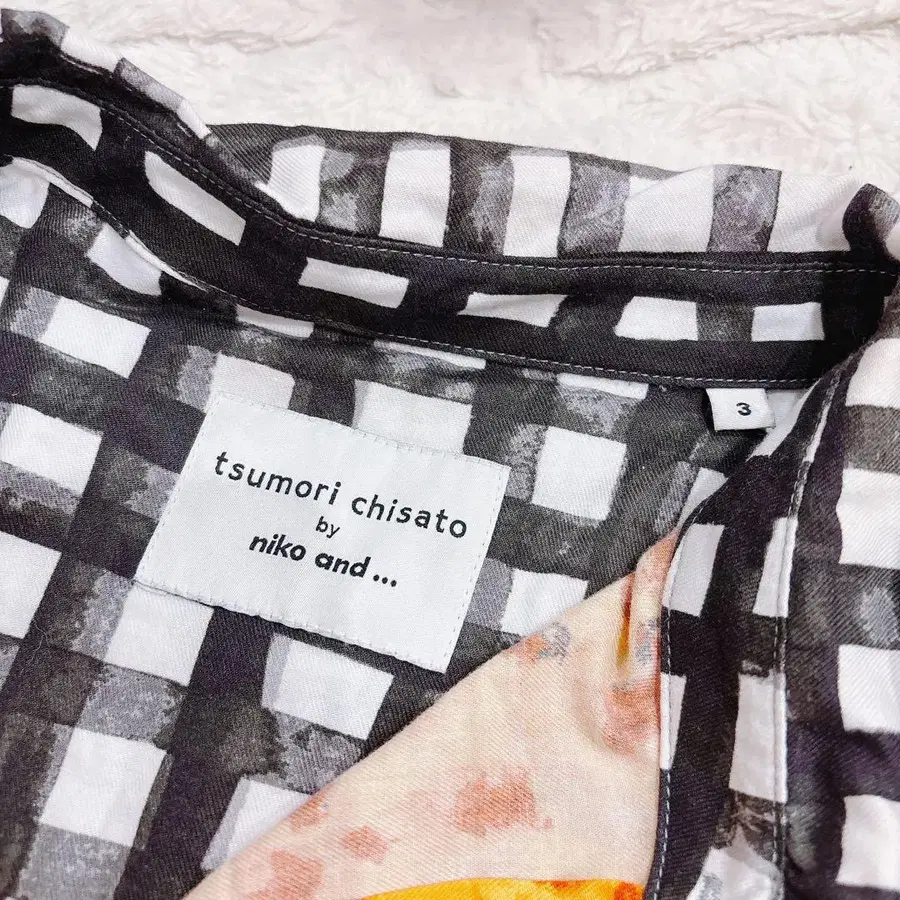 tsumori chisato
by
niko and...
3